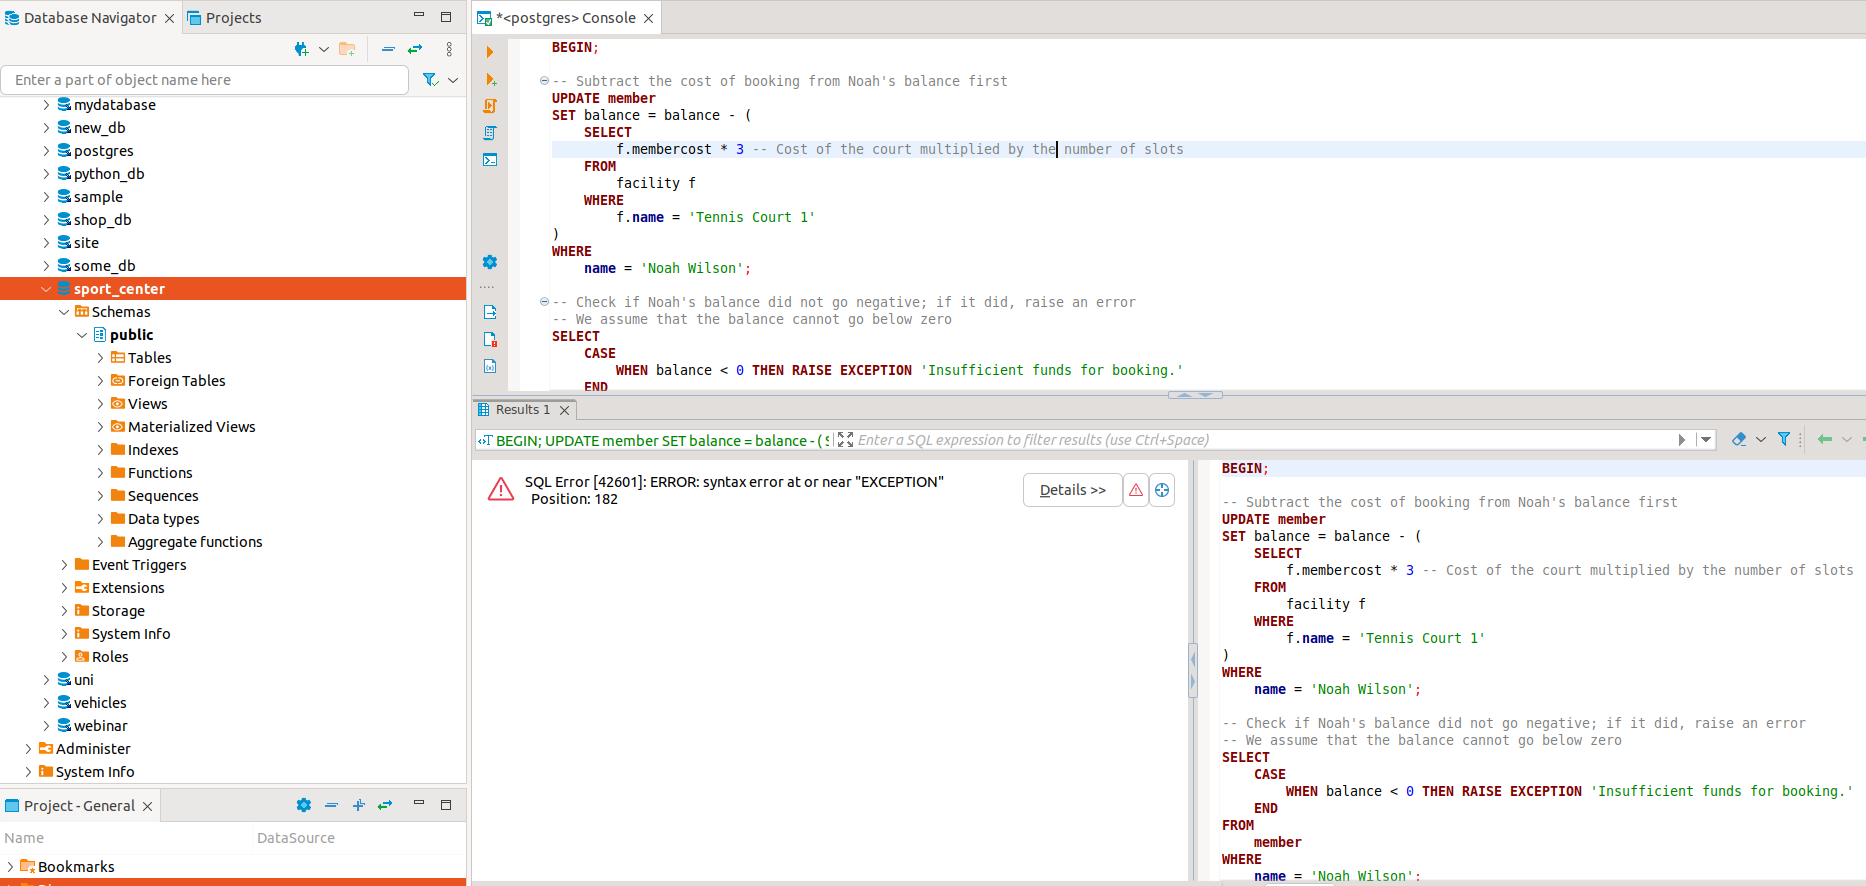 Database Navigator
Projects
Enter a part of object name here
mydatabase
new_db
postgres
python_db
sample
shop_db
site
some_db
sport_center
Schemas
public
Tables
Foreign Tables
Views
Materialized Views
Indexes
Functions
Sequences
Data types
Aggregate functions
Event Triggers
Extensions
Storage
System Info
Roles
uni
vehicles
webinar
Administer
System Info
Project - General
Name DataSource
Bookmarks
*<postgres> Console
BEGIN;
-- Subtract the cost of booking from Noah's balance first
UPDATE member
SET balance = balance - (
SELECT
f.membercost * 3 -- Cost of the court multiplied by the number of slots
FROM
facility f
WHERE
f.name = 'Tennis Court 1'
)
WHERE
name = 'Noah Wilson';
-- Check if Noah's balance did not go negative; if it did, raise an error
-- We assume that the balance cannot go below zero
SELECT
CASE
WHEN balance < 0 THEN RAISE EXCEPTION 'Insufficient funds for booking.'
END
Results 1
BEGIN; UPDATE member SET balance = balance - (
Enter a SQL expression to filter results (use Ctrl+Space)
SQL Error [42601]: ERROR: syntax error at or near "EXCEPTION"
Position: 182
Details >>
BEGIN;
-- Subtract the cost of booking from Noah's balance first
UPDATE member
SET balance = balance - (
SELECT
f.membercost * 3 -- Cost of the court multiplied by the number of slots
FROM
facility f
WHERE
f.name = 'Tennis Court 1'
)
WHERE
name = 'Noah Wilson';
-- Check if Noah's balance did not go negative; if it did, raise an error
-- We assume that the balance cannot go below zero
SELECT
CASE
WHEN balance < 0 THEN RAISE EXCEPTION 'Insufficient funds for booking.'
END
FROM
member
WHERE
name = 'Noah Wilson';